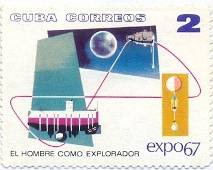 CUBA CORREOS 2
EL HOMBRE COMO EXPLORADOR expo67